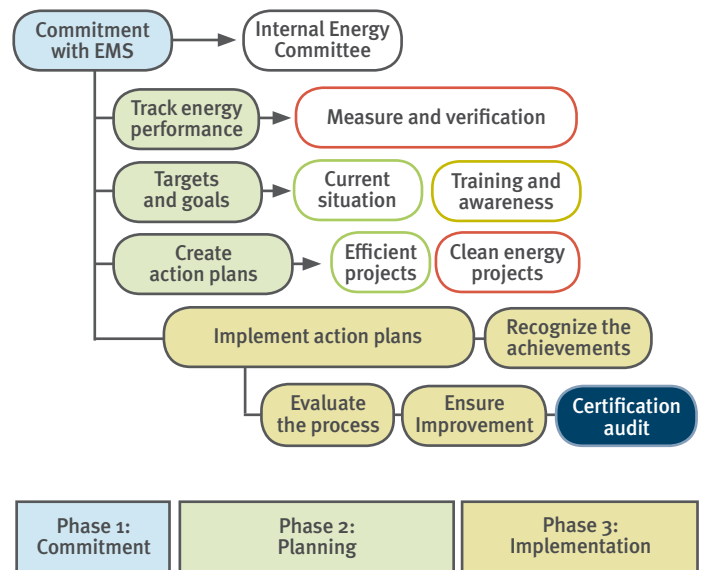 Commitment
with EMS
Internal Energy
Committee
Track energy
performance
Measure and verification
Targets
and goals
Current
situation
Training and
awareness
Create
action plans
Efficient
projects
Clean energy
projects
Implement action plans
Recognize the
achievements
Evaluate
the process
Ensure
Improvement
Certification
audit
Phase 1:
Commitment
Phase 2:
Planning
Phase 3:
Implementation